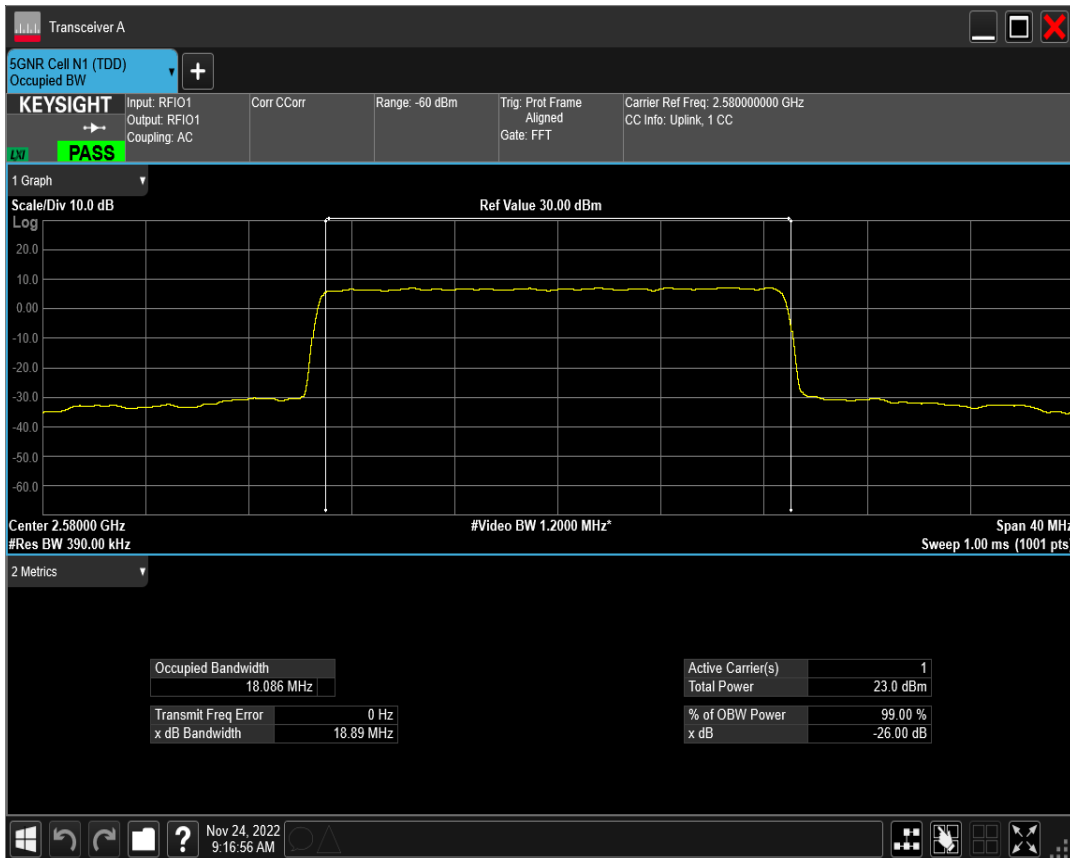 Transceiver A
5GNR Cell N1 (TDD)
Occupied BW
+
KEYSIGHT
LXI
PASS
Input: RFIO1
Output: RFIO1
Coupling: AC
Corr CCorr
Range: -60 dBm
Trig: Prot Frame
Aligned
Gate: FFT
Carrier Ref Freq: 2.580000000 GHz
CC Info: Uplink, 1 CC
1 Graph
Scale/Div 10.0 dB
Ref Value 30.00 dBm
Log
20.0
10.0
0.00
-10.0
-20.0
-30.0
-40.0
-50.0
-60.0
Center 2.58000 GHz
#Video BW 1.2000 MHz*
Span 40 MHz
#Res BW 390.00 kHz
Sweep 1.00 ms (1001 pts)
2 Metrics
Occupied Bandwidth
18.086 MHz
Transmit Freq Error 0 Hz
x dB Bandwidth 18.89 MHz
Active Carrier(s) 1
Total Power 23.0 dBm
% of OBW Power 99.00 %
x dB -26.00 dB
?
Nov 24, 2022
9:16:56 AM